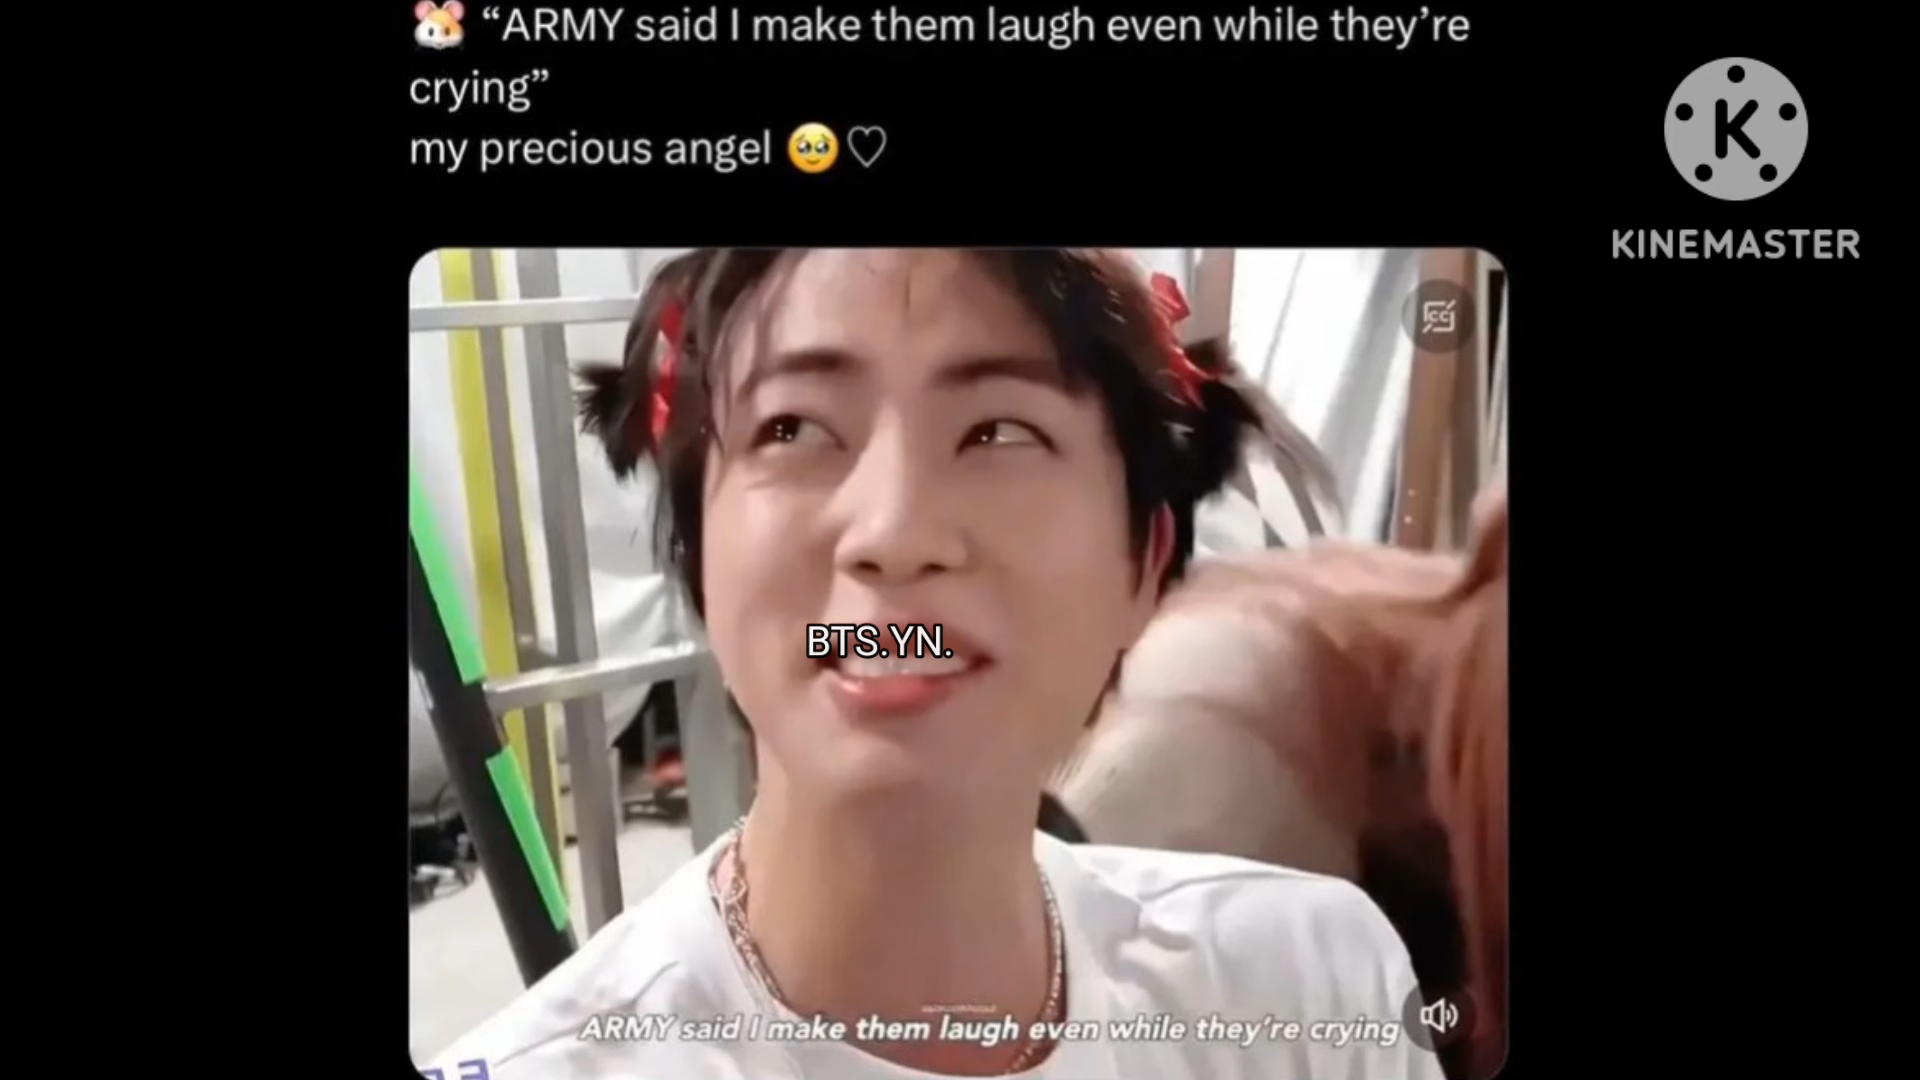 🐹 “ARMY said I make them laugh even while they’re
crying”
my precious angel 🥹♡
K
KINEMASTER
CC
BTS.YN.
ARMY said I make them laugh even while they’re crying